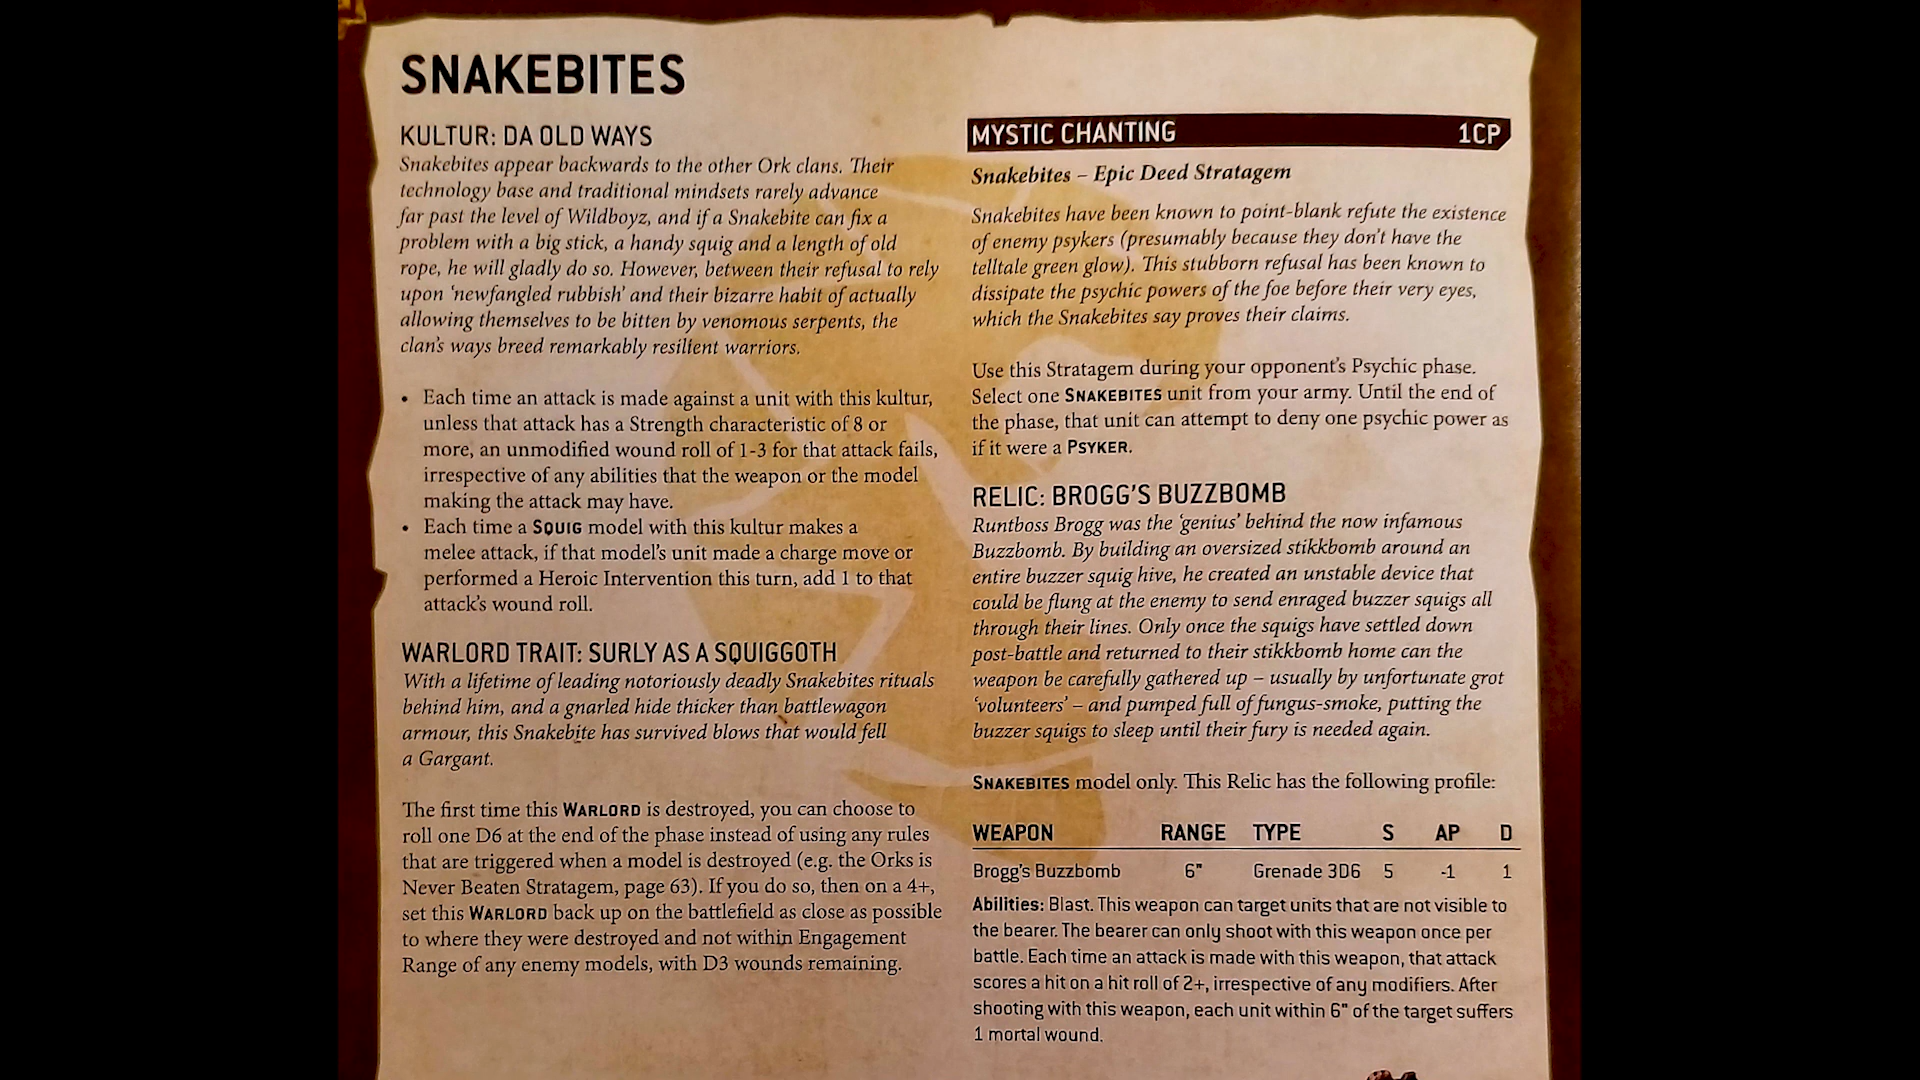 SNAKEBITES
KULTUR: DA OLD WAYS
Snakebites appear backwards to the other Ork clans. Their
technology base and traditional mindsets rarely advance
far past the level of Wildboyz, and if a Snakebite can fix a
problem with a big stick, a handy squig and a length of old
rope, he will gladly do so. However, between their refusal to rely
upon 'newfangled rubbish' and their bizarre habit of actually
allowing themselves to be bitten by venomous serpents, the
clan's ways breed remarkably resilient warriors.
• Each time an attack is made against a unit with this kultur,
unless that attack has a Strength characteristic of 8 or
more, an unmodified wound roll of 1-3 for that attack fails,
irrespective of any abilities that the weapon or the model
making the attack may have.
• Each time a SQUIG model with this kultur makes a
melee attack, if that model's unit made a charge move or
performed a Heroic Intervention this turn, add 1 to that
attack's wound roll.
WARLORD TRAIT: SURLY AS A SQUIGGOTH
With a lifetime of leading notoriously deadly Snakebites rituals
behind him, and a gnarled hide thicker than battlewagon
armour, this Snakebite has survived blows that would fell
a Gargant.
The first time this WARLORD is destroyed, you can choose to
roll one D6 at the end of the phase instead of using any rules
that are triggered when a model is destroyed (e.g. the Orks is
Never Beaten Stratagem, page 63). If you do so, then on a 4+,
set this WARLORD back up on the battlefield as close as possible
to where they were destroyed and not within Engagement
Range of any enemy models, with D3 wounds remaining.
MYSTIC CHANTING 1CP
Snakebites – Epic Deed Stratagem
Snakebites have been known to point-blank refute the existence
of enemy psykers (presumably because they don't have the
telltale green glow). This stubborn refusal has been known to
dissipate the psychic powers of the foe before their very eyes,
which the Snakebites say proves their claims.
Use this Stratagem during your opponent's Psychic phase.
Select one SNAKEBITES unit from your army. Until the end of
the phase, that unit can attempt to deny one psychic power as
if it were a PSYKER.
RELIC: BROGG'S BUZZBOMB
Runtboss Brogg was the 'genius' behind the now infamous
Buzzbomb. By building an oversized stikkbomb around an
entire buzzer squig hive, he created an unstable device that
could be flung at the enemy to send enraged buzzer squigs all
through their lines. Only once the squigs have settled down
post-battle and returned to their stikkbomb home can the
weapon be carefully gathered up – usually by unfortunate grot
'volunteers' – and pumped full of fungus-smoke, putting the
buzzer squigs to sleep until their fury is needed again.
SNAKEBITES model only. This Relic has the following profile:
WEAPON RANGE TYPE S AP D
Brogg's Buzzbomb 6" Grenade 3D6 5 -1 1
Abilities: Blast. This weapon can target units that are not visible to
the bearer. The bearer can only shoot with this weapon once per
battle. Each time an attack is made with this weapon, that attack
scores a hit on a hit roll of 2+, irrespective of any modifiers. After
shooting with this weapon, each unit within 6" of the target suffers
1 mortal wound.